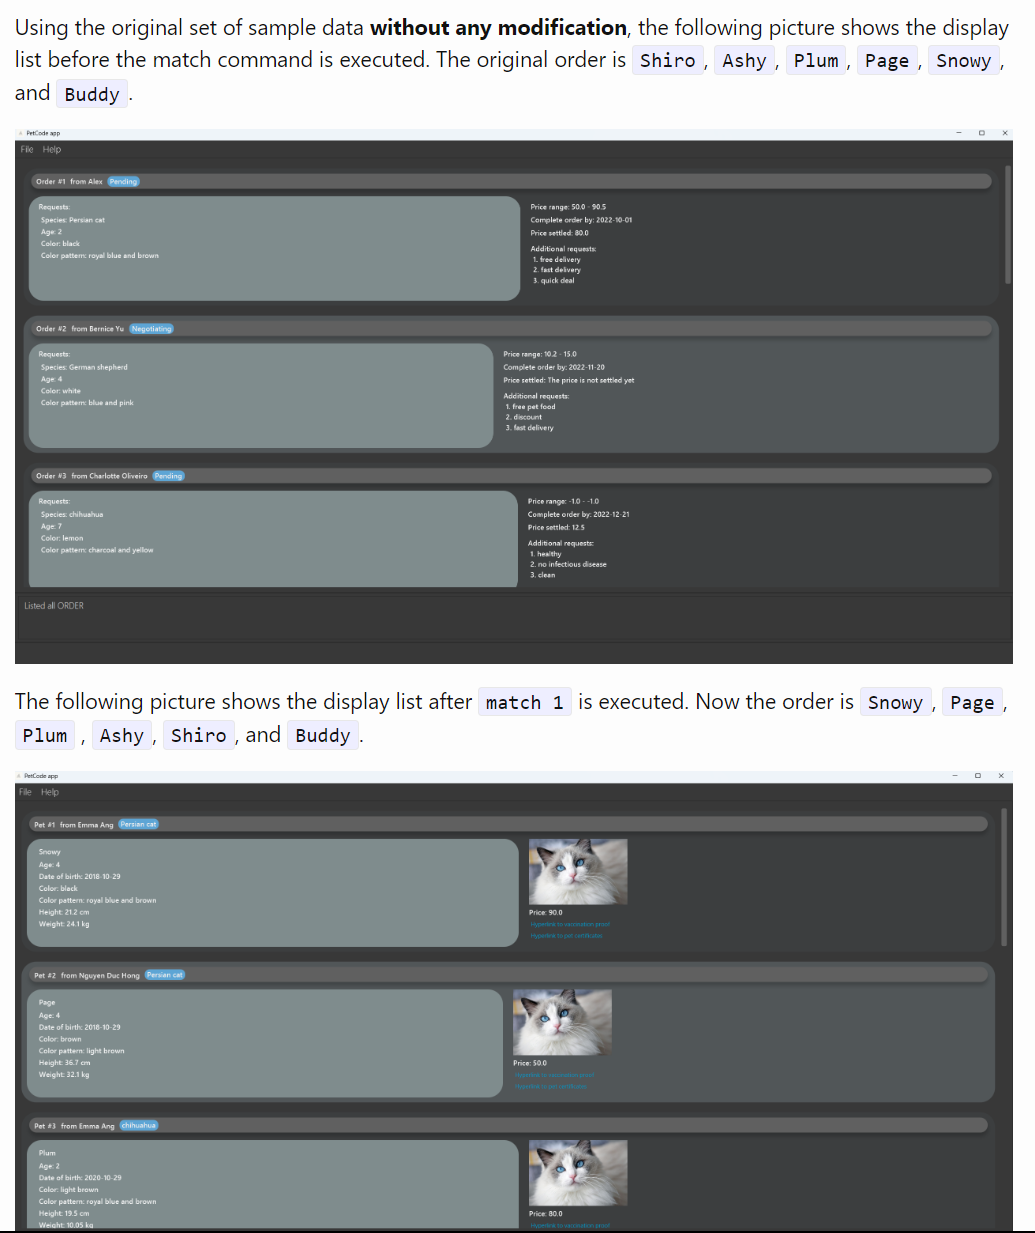 Using the original set of sample data without any modification, the following picture shows the display
list before the match command is executed. The original order is Shiro, Ashy, Plum, Page, Snowy,
and Buddy.
PetCode app
File Help
Order #1 from Alex Pending
Requests:
Species: Persian cat
Age: 2
Color: black
Color pattern: royal blue and brown
Price range: 50.0 - 90.5
Complete order by: 2022-10-01
Price settled: 80.0
Additional requests:
1. free delivery
2. fast delivery
3. quick deal
Order #2 from Bernice Yu Negotiating
Requests:
Species: German shepherd
Age: 4
Color: white
Color pattern: blue and pink
Price range: 10.2 - 15.0
Complete order by: 2022-11-20
Price settled: The price is not settled yet
Additional requests:
1. free pet food
2. discount
3. fast delivery
Order #3 from Charlotte Oliveiro Pending
Requests:
Species: chihuahua
Age: 7
Color: lemon
Color pattern: charcoal and yellow
Price range: -1.0 - -1.0
Complete order by: 2022-12-21
Price settled: 12.5
Additional requests:
1. healthy
2. no infectious disease
3. clean
Listed all ORDER
The following picture shows the display list after match 1 is executed. Now the order is Snowy, Page,
Plum , Ashy, Shiro, and Buddy.
PetCode app
File Help
Pet #1 from Emma Ang Persian cat
Snowy
Age: 4
Date of birth: 2018-10-29
Color: black
Color pattern: royal blue and brown
Height: 21.2 cm
Weight: 24.1 kg
Price: 90.0
Hyperlink to vaccination proof
Hyperlink to pet certificates
Pet #2 from Nguyen Duc Hong Persian cat
Page
Age: 4
Date of birth: 2018-10-29
Color: brown
Color pattern: light brown
Height: 36.7 cm
Weight: 32.1 kg
Price: 50.0
Hyperlink to vaccination proof
Hyperlink to pet certificates
Pet #3 from Emma Ang chihuahua
Plum
Age: 2
Date of birth: 2020-10-29
Color: light brown
Color pattern: royal blue and brown
Height: 19.5 cm
Weight: 10.05 kg
Price: 80.0
Hyperlink to vaccination proof